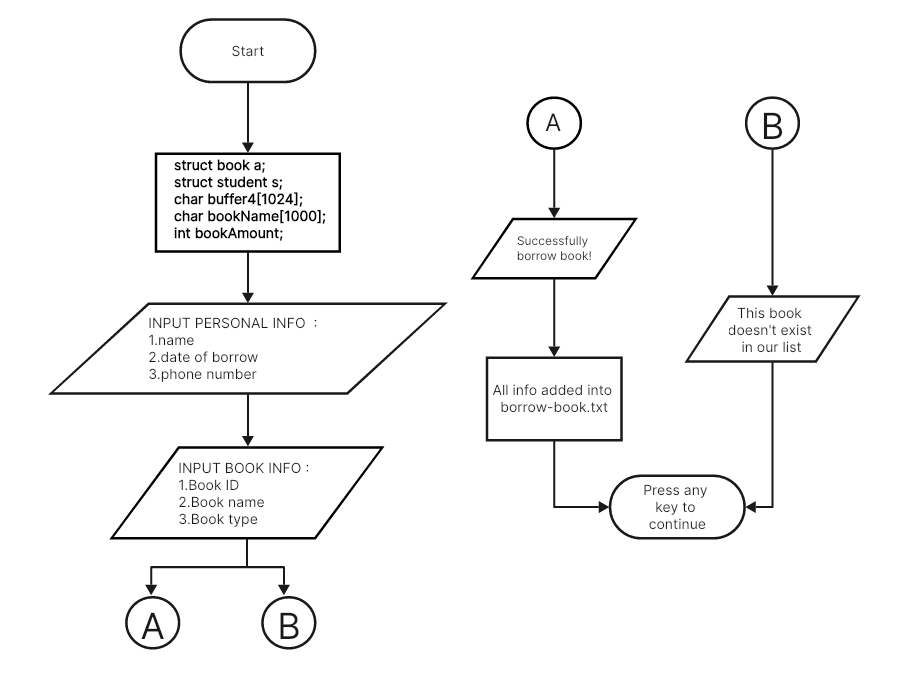 Start
struct book a;
struct student s;
char buffer4[1024];
char bookName[1000];
int bookAmount;
INPUT PERSONAL INFO  :
1.name
2.date of borrow
3.phone number
INPUT BOOK INFO :
1.Book ID
2.Book name
3.Book type
A
B
A
Successfully
borrow book!
All info added into
borrow-book.txt
B
This book
doesn't exist
in our list
Press any
key to
continue